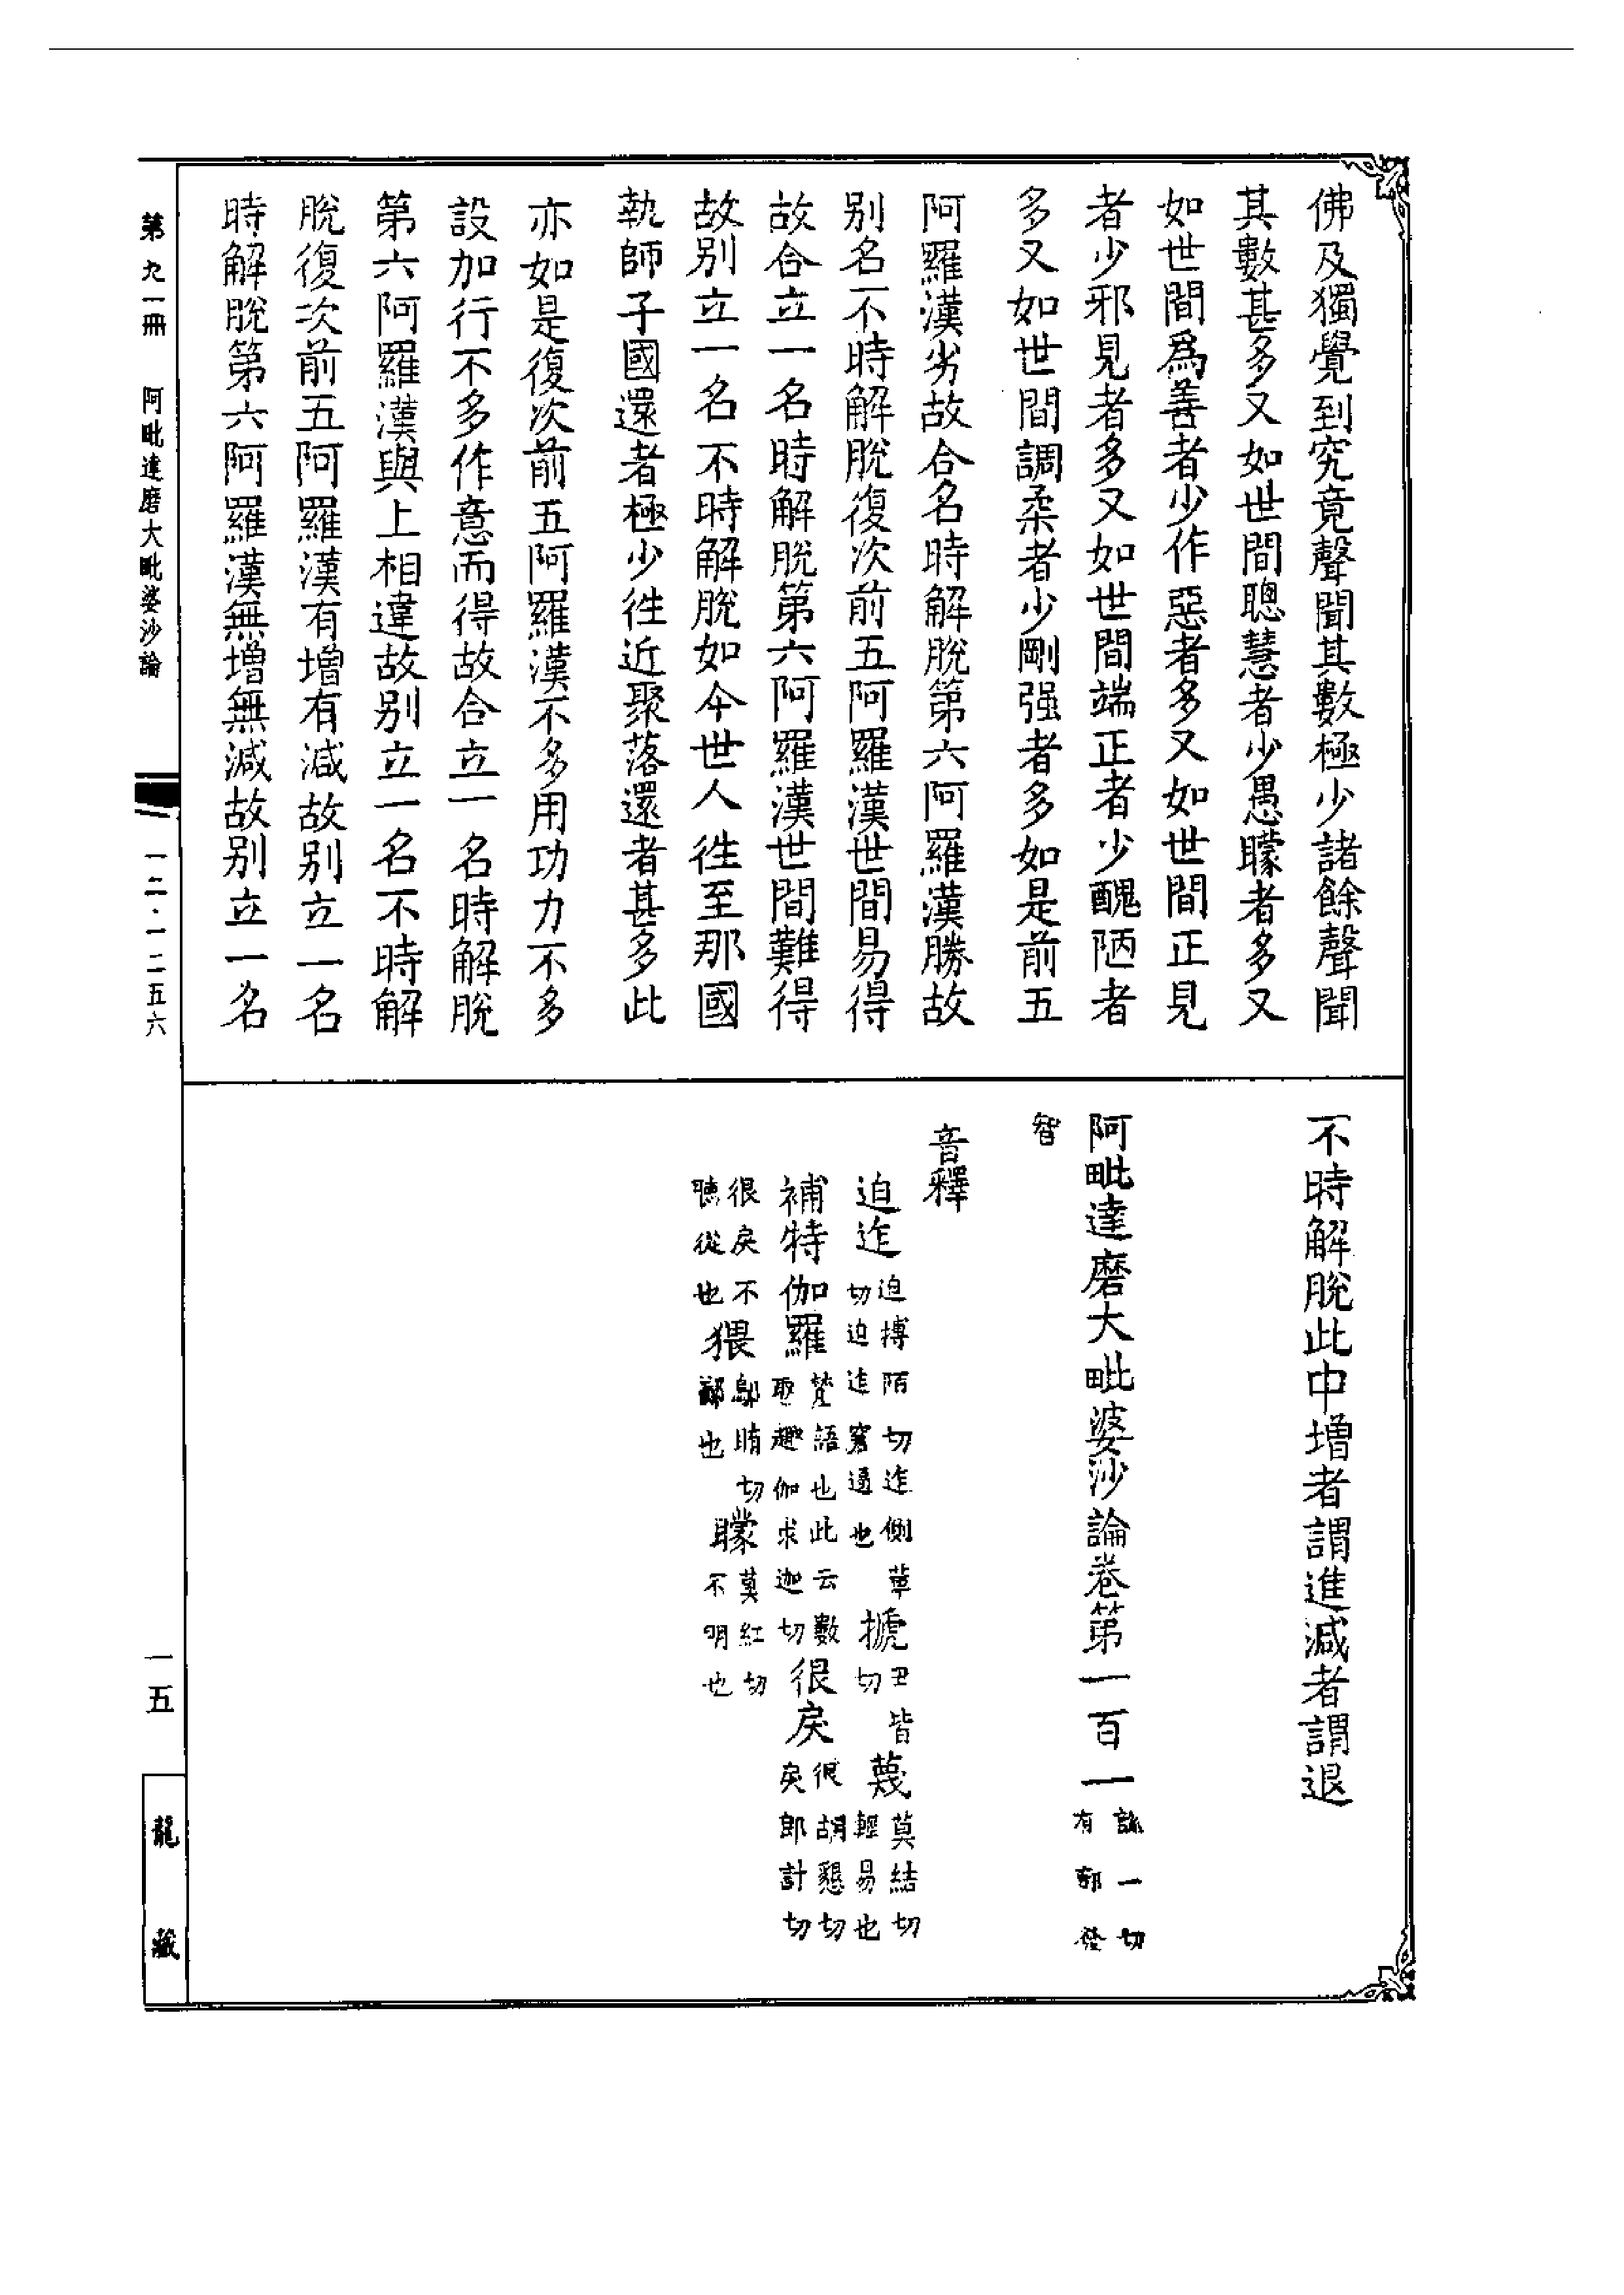 佛及獨覺到究竟聲聞其數極少諸餘聲聞
其數甚多又如世間聰慧者少愚矇者多又
如世間爲善者少作惡者多又如世間正見
者少邪見者多又如世間端正者少醜陋者
多又如世間調柔者少剛强者多如是前五
阿羅漢劣故合名時解脫第六阿羅漢勝故
别名不時解脫復次前五阿羅漢世間易得
故合立一名時解脫第六阿羅漢世間難得
故别立一名不時解脫如今世人徃至那國
執師子國還者極少徃近聚落還者甚多此
亦如是復次前五阿羅漢不多用功力不多
設加行不多作意而得故合立一名時解脫
第六阿羅漢與上相違故别立一名不時解
脫復次前五阿羅漢有增有減故别立一名
時解脫第六阿羅漢無增無減故别立一名
不時解脫此中增者謂進減者謂退
阿毗達磨大毗婆沙論卷第一百一 說一切有部發
智
音釋
迫迮 迫搏陌切迮側革切迫迮窘逼也 搋 丑皆切 蔑 莫結切輕易也
補特伽羅 梵語也此云數取趣伽求迦切 很戾 很胡懇切戾郎計切
很戾不聽從也 猥 鄔賄切鄙也 矇 莫紅切不明也
第九一冊 阿毗達磨大毗婆沙論
一二·一二五六
一五
龍藏